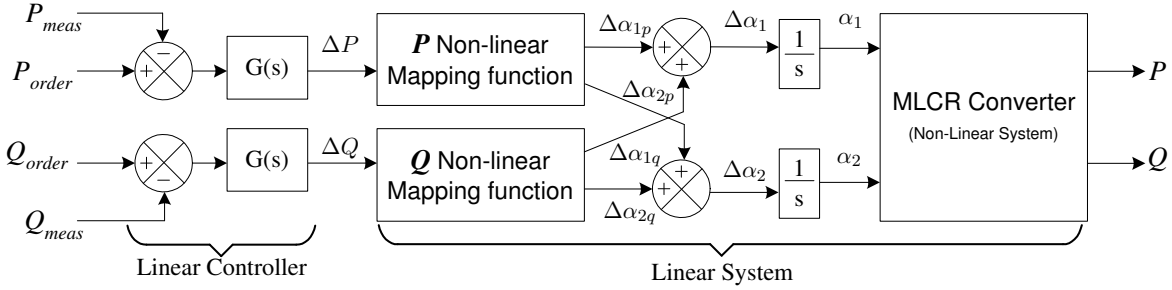 P_meas
P_order
Q_order
Q_meas
−
+
+
−
G(s)
G(s)
ΔP
ΔQ
P Non-linear
Mapping function
Q Non-linear
Mapping function
Δα_1p
Δα_2p
Δα_1q
Δα_2q
+
+
+
+
Δα_1
Δα_2
1
s
1
s
α_1
α_2
MLCR Converter
(Non-Linear System)
P
Q
Linear Controller
Linear System